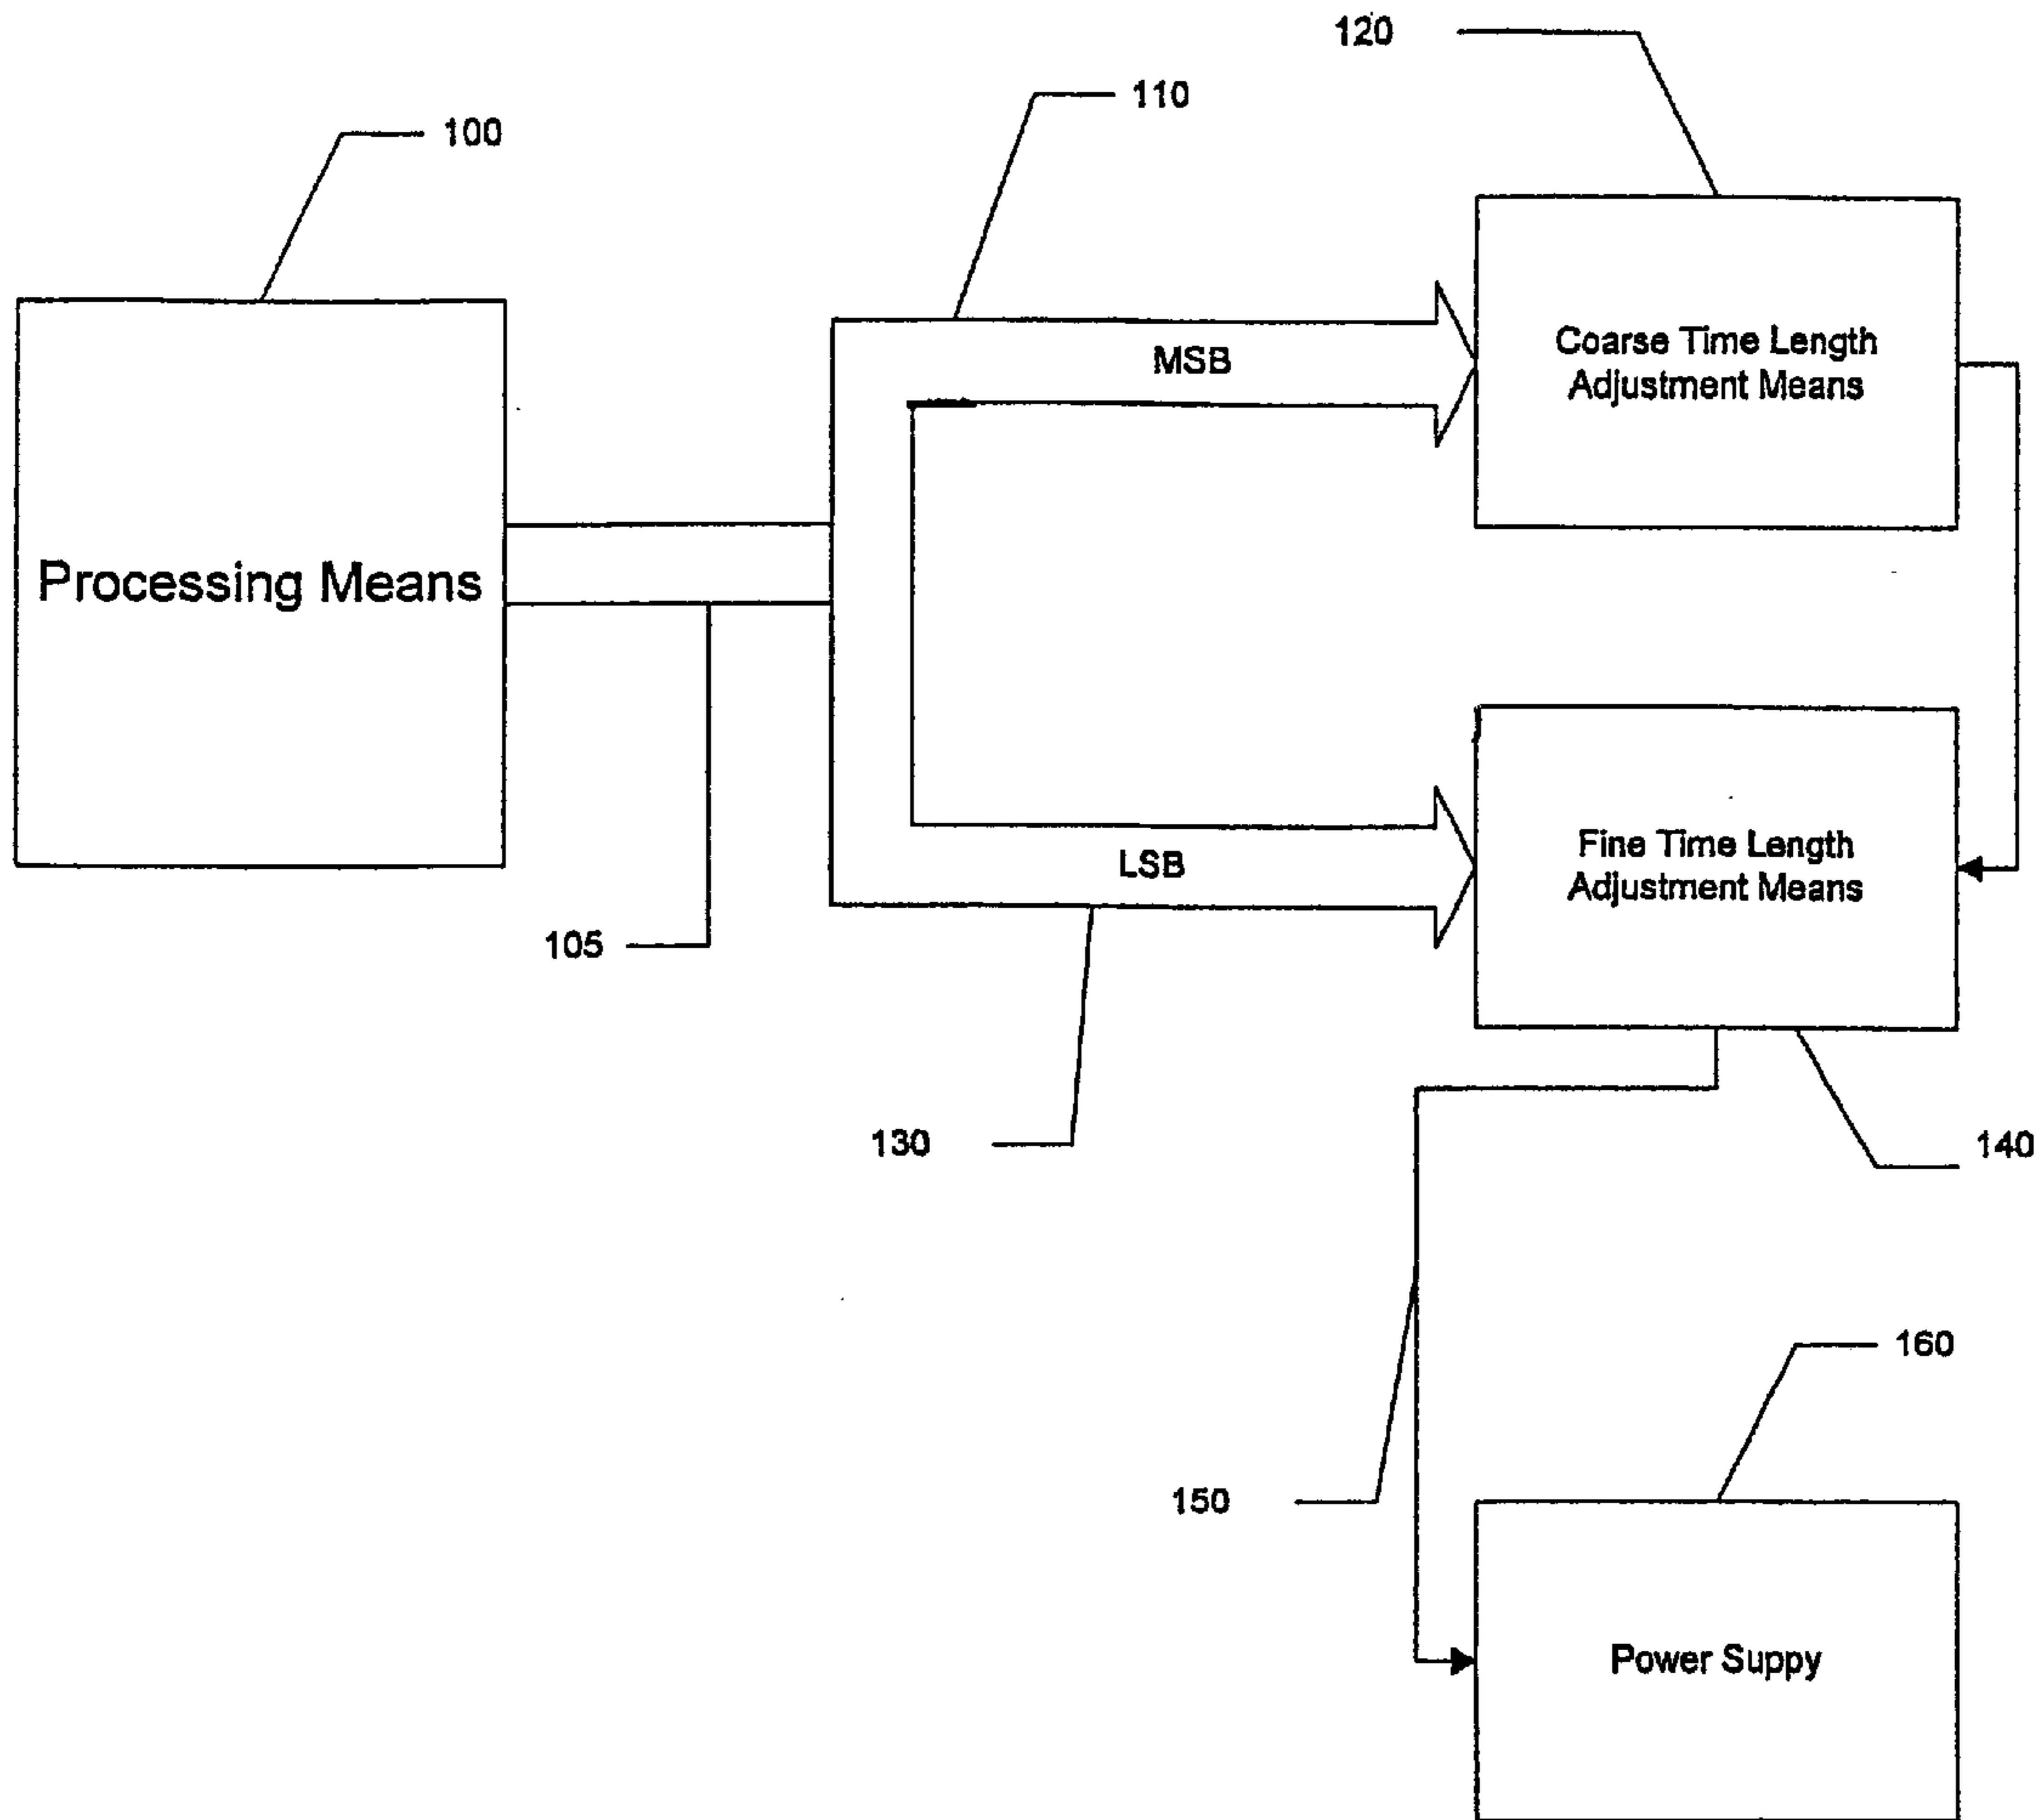 120
110
100
MSB
Coarse Time Length
Adjustment Means
Processing Means
Fine Time Length
Adjustment Means
LSB
105
130
140
160
150
Power Suppy